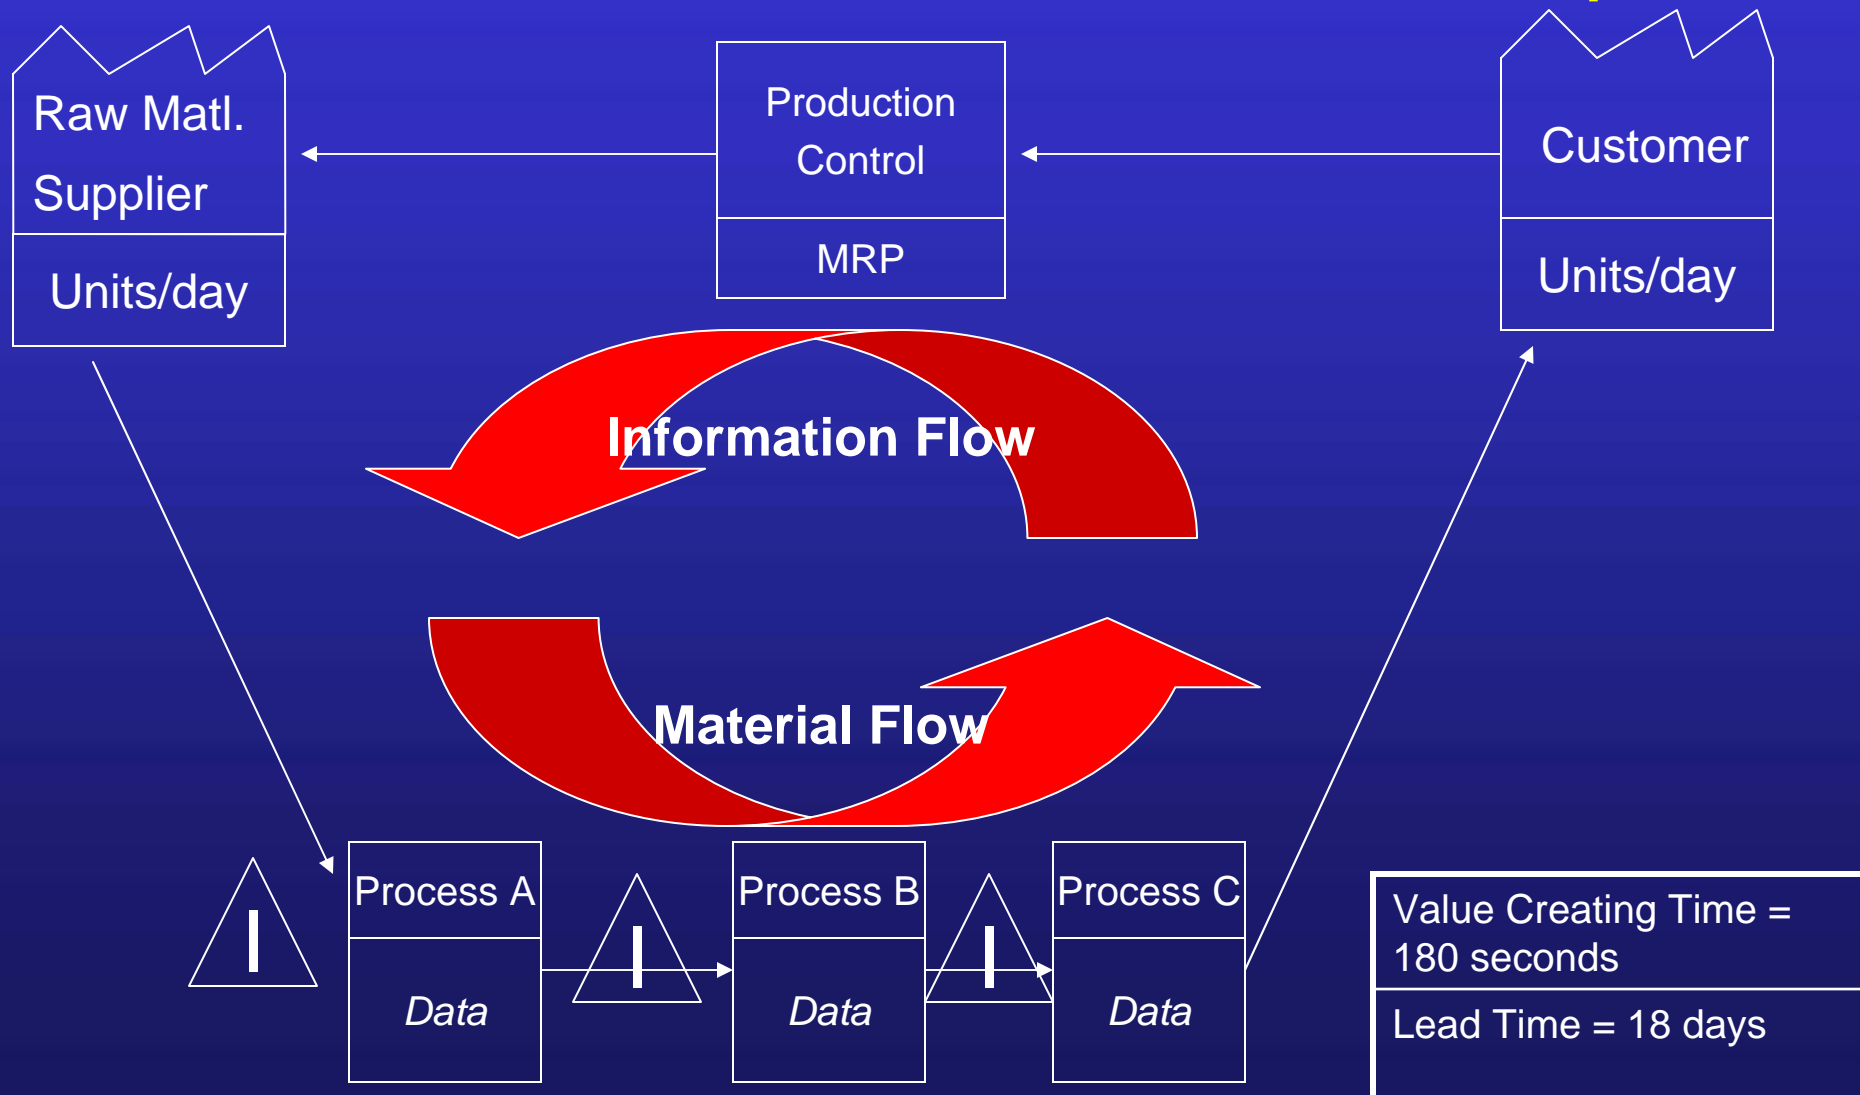 Raw Matl.
Supplier
Units/day
Production
Control
MRP
Customer
Units/day
Information Flow
Material Flow
I
Process A
Data
I
Process B
Data
I
Process C
Data
Value Creating Time =
180 seconds
Lead Time = 18 days